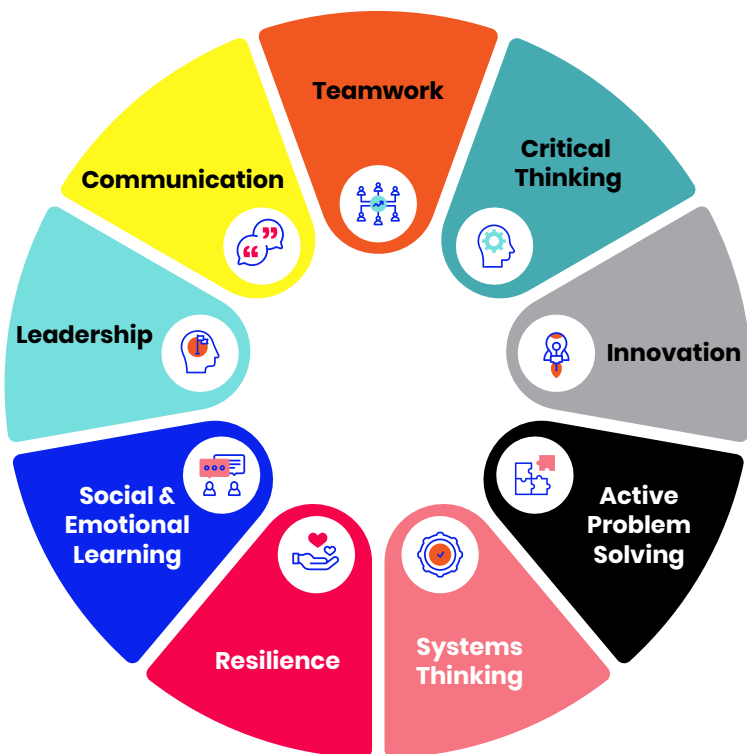 Teamwork
Critical
Thinking
Innovation
Active
Problem
Solving
Systems
Thinking
Resilience
Social &
Emotional
Learning
Leadership
Communication